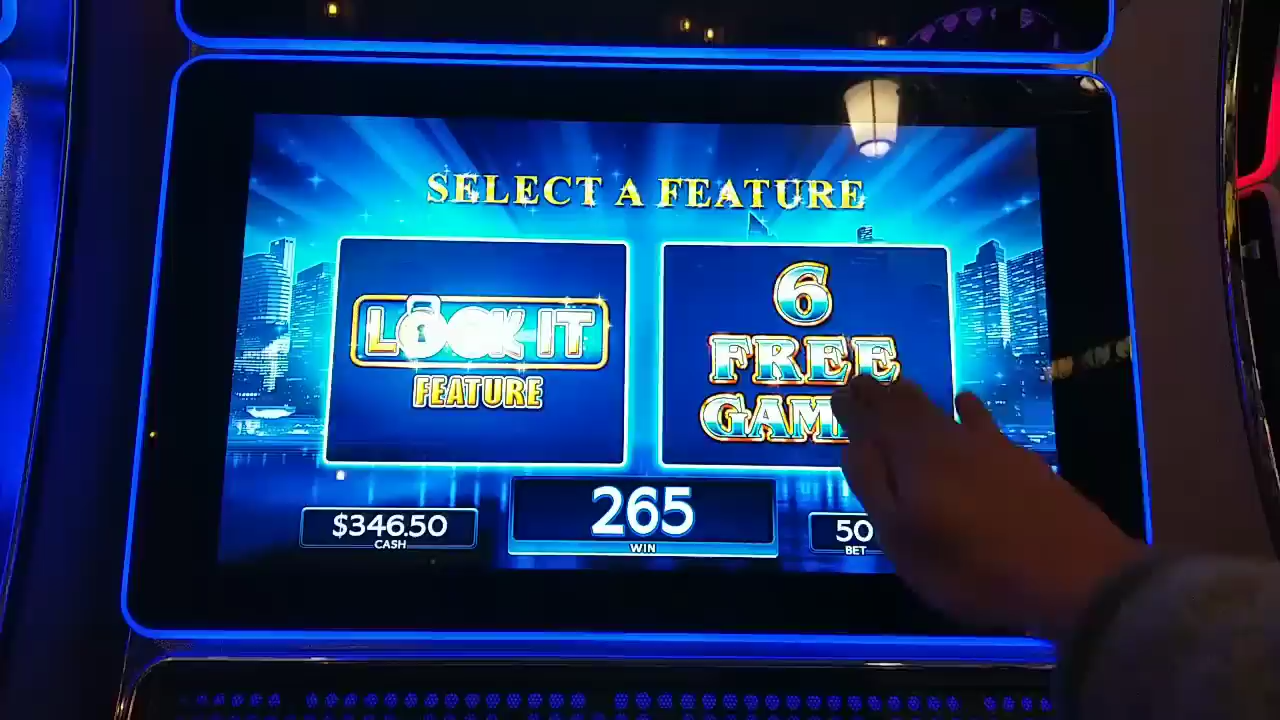 SELECT A FEATURE
LOCK IT
FEATURE
6
FREE
$346.50
CASH
265
WIN
50
BET